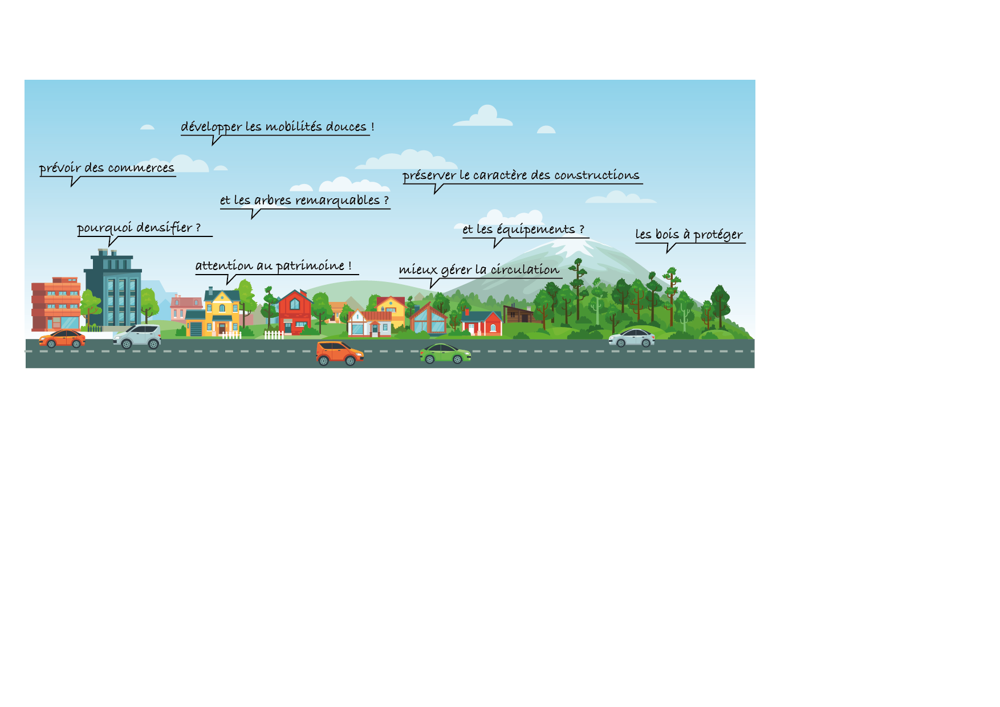 développer les mobilités douces !
prévoir des commerces
préserver le caractère des constructions
et les arbres remarquables ?
pourquoi densifier ?
et les équipements ?
les bois à protéger
attention au patrimoine !
mieux gérer la circulation